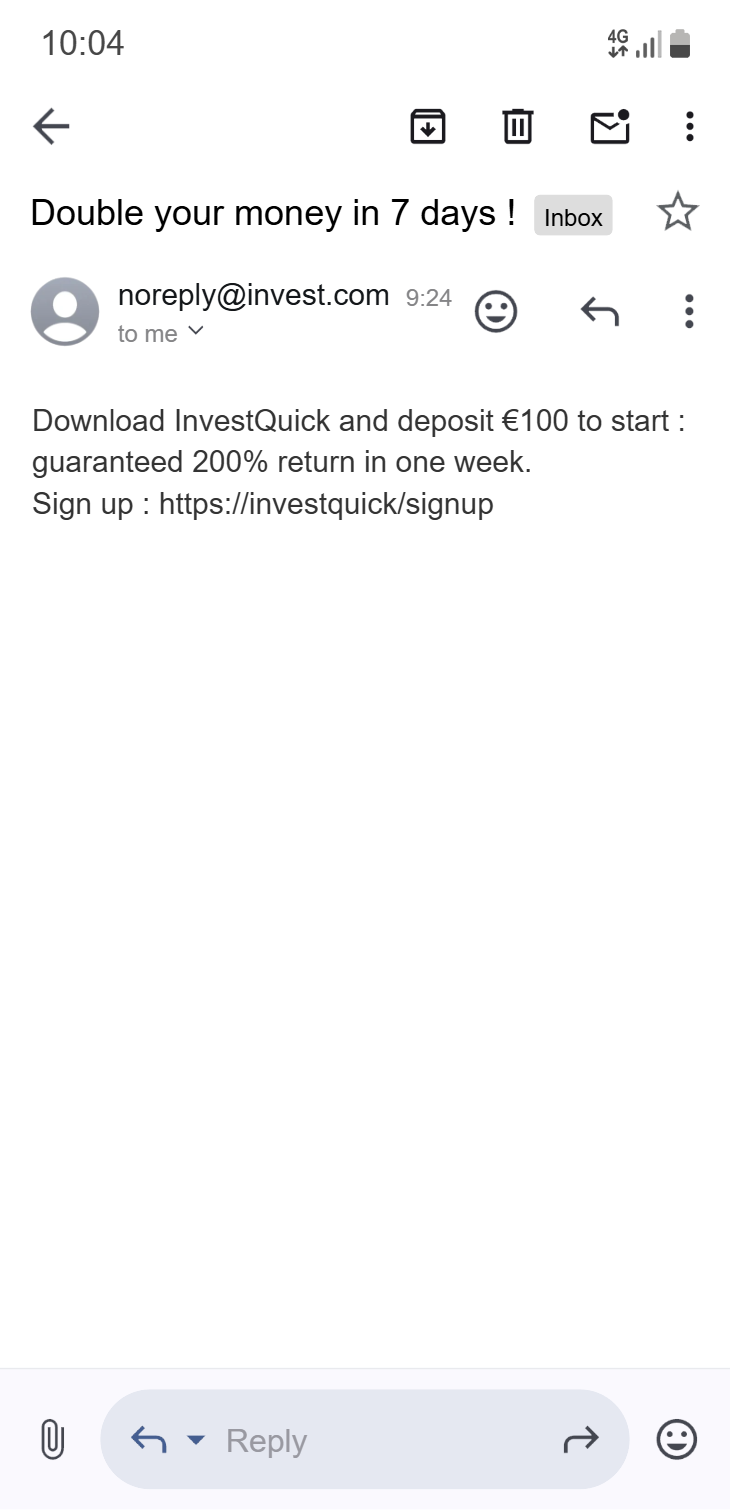 10:04
4G
Double your money in 7 days !
Inbox
noreply@invest.com 9:24
to me
Download InvestQuick and deposit €100 to start :
guaranteed 200% return in one week.
Sign up : https://investquick/signup
Reply